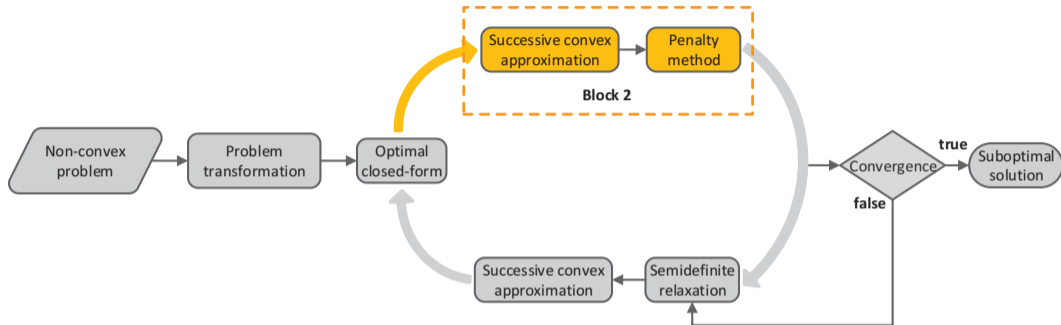 Successive convex
approximation
Penalty
method
Block 2
Non-convex
problem
Problem
transformation
Optimal
closed-form
Convergence
true
false
Suboptimal
solution
Successive convex
approximation
Semidefinite
relaxation